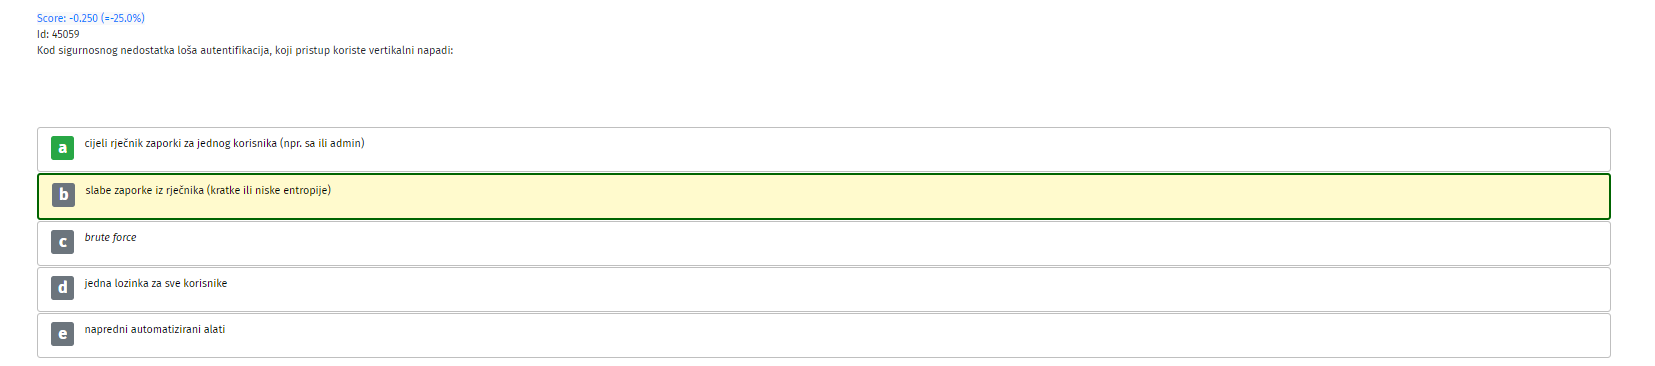 Score: -0.250 (=-25.0%)
Id: 45059
Kod sigurnosnog nedostatka loša autentifikacija, koji pristup koriste vertikalni napadi:
a cijeli rječnik zaporki za jednog korisnika (npr. sa ili admin)
b slabe zaporke iz rječnika (kratke ili niske entropije)
c brute force
d jedna lozinka za sve korisnike
e napredni automatizirani alati